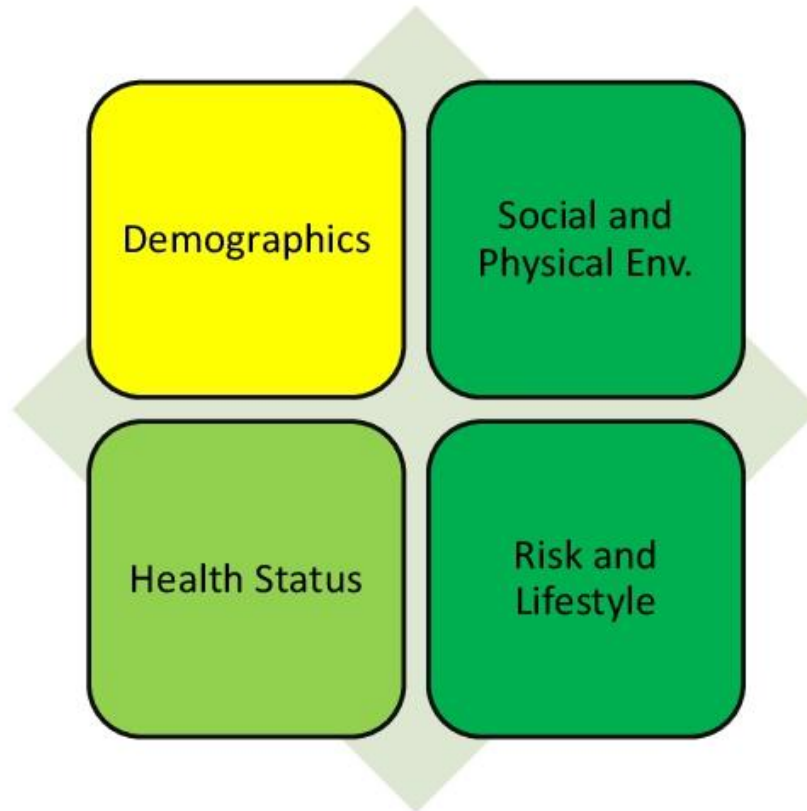 Demographics
Social and
Physical Env.
Health Status
Risk and
Lifestyle